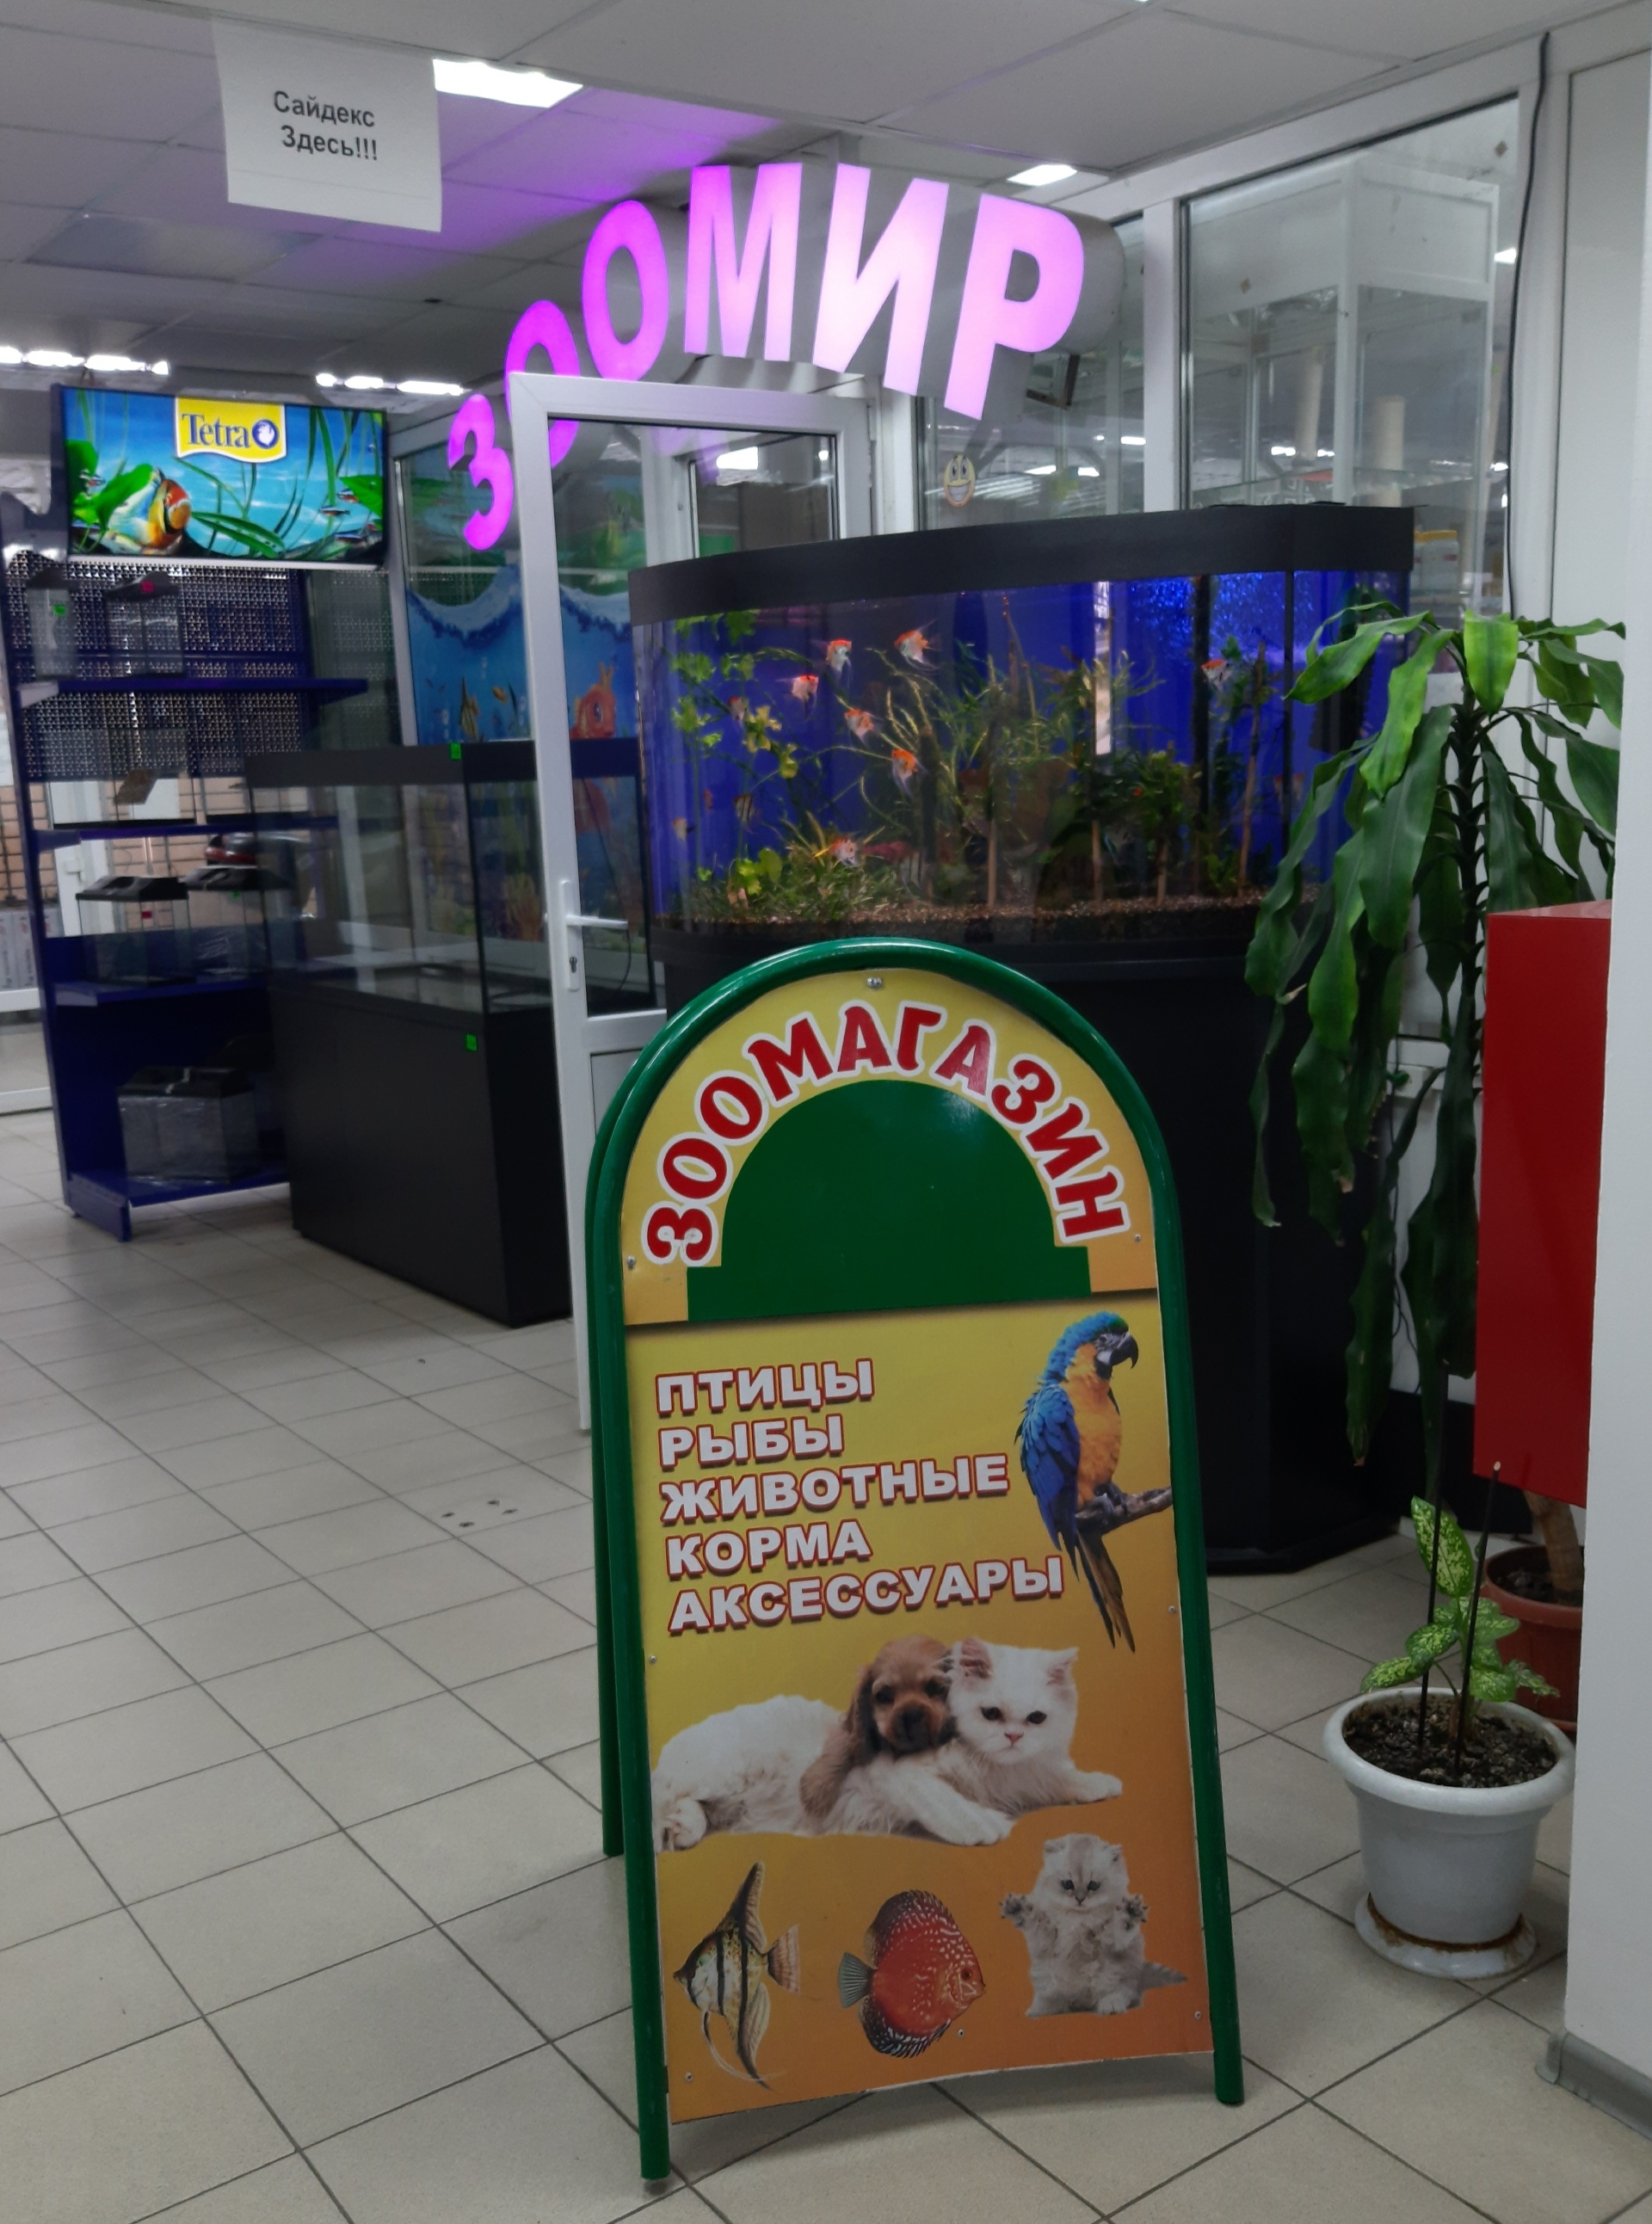 Сайдекс
Здесь!!!
ЗООМИР
Tetra
ЗООМАГАЗИН
ПТИЦЫ
РЫБЫ
ЖИВОТНЫЕ
КОРМА
АКСЕССУАРЫ